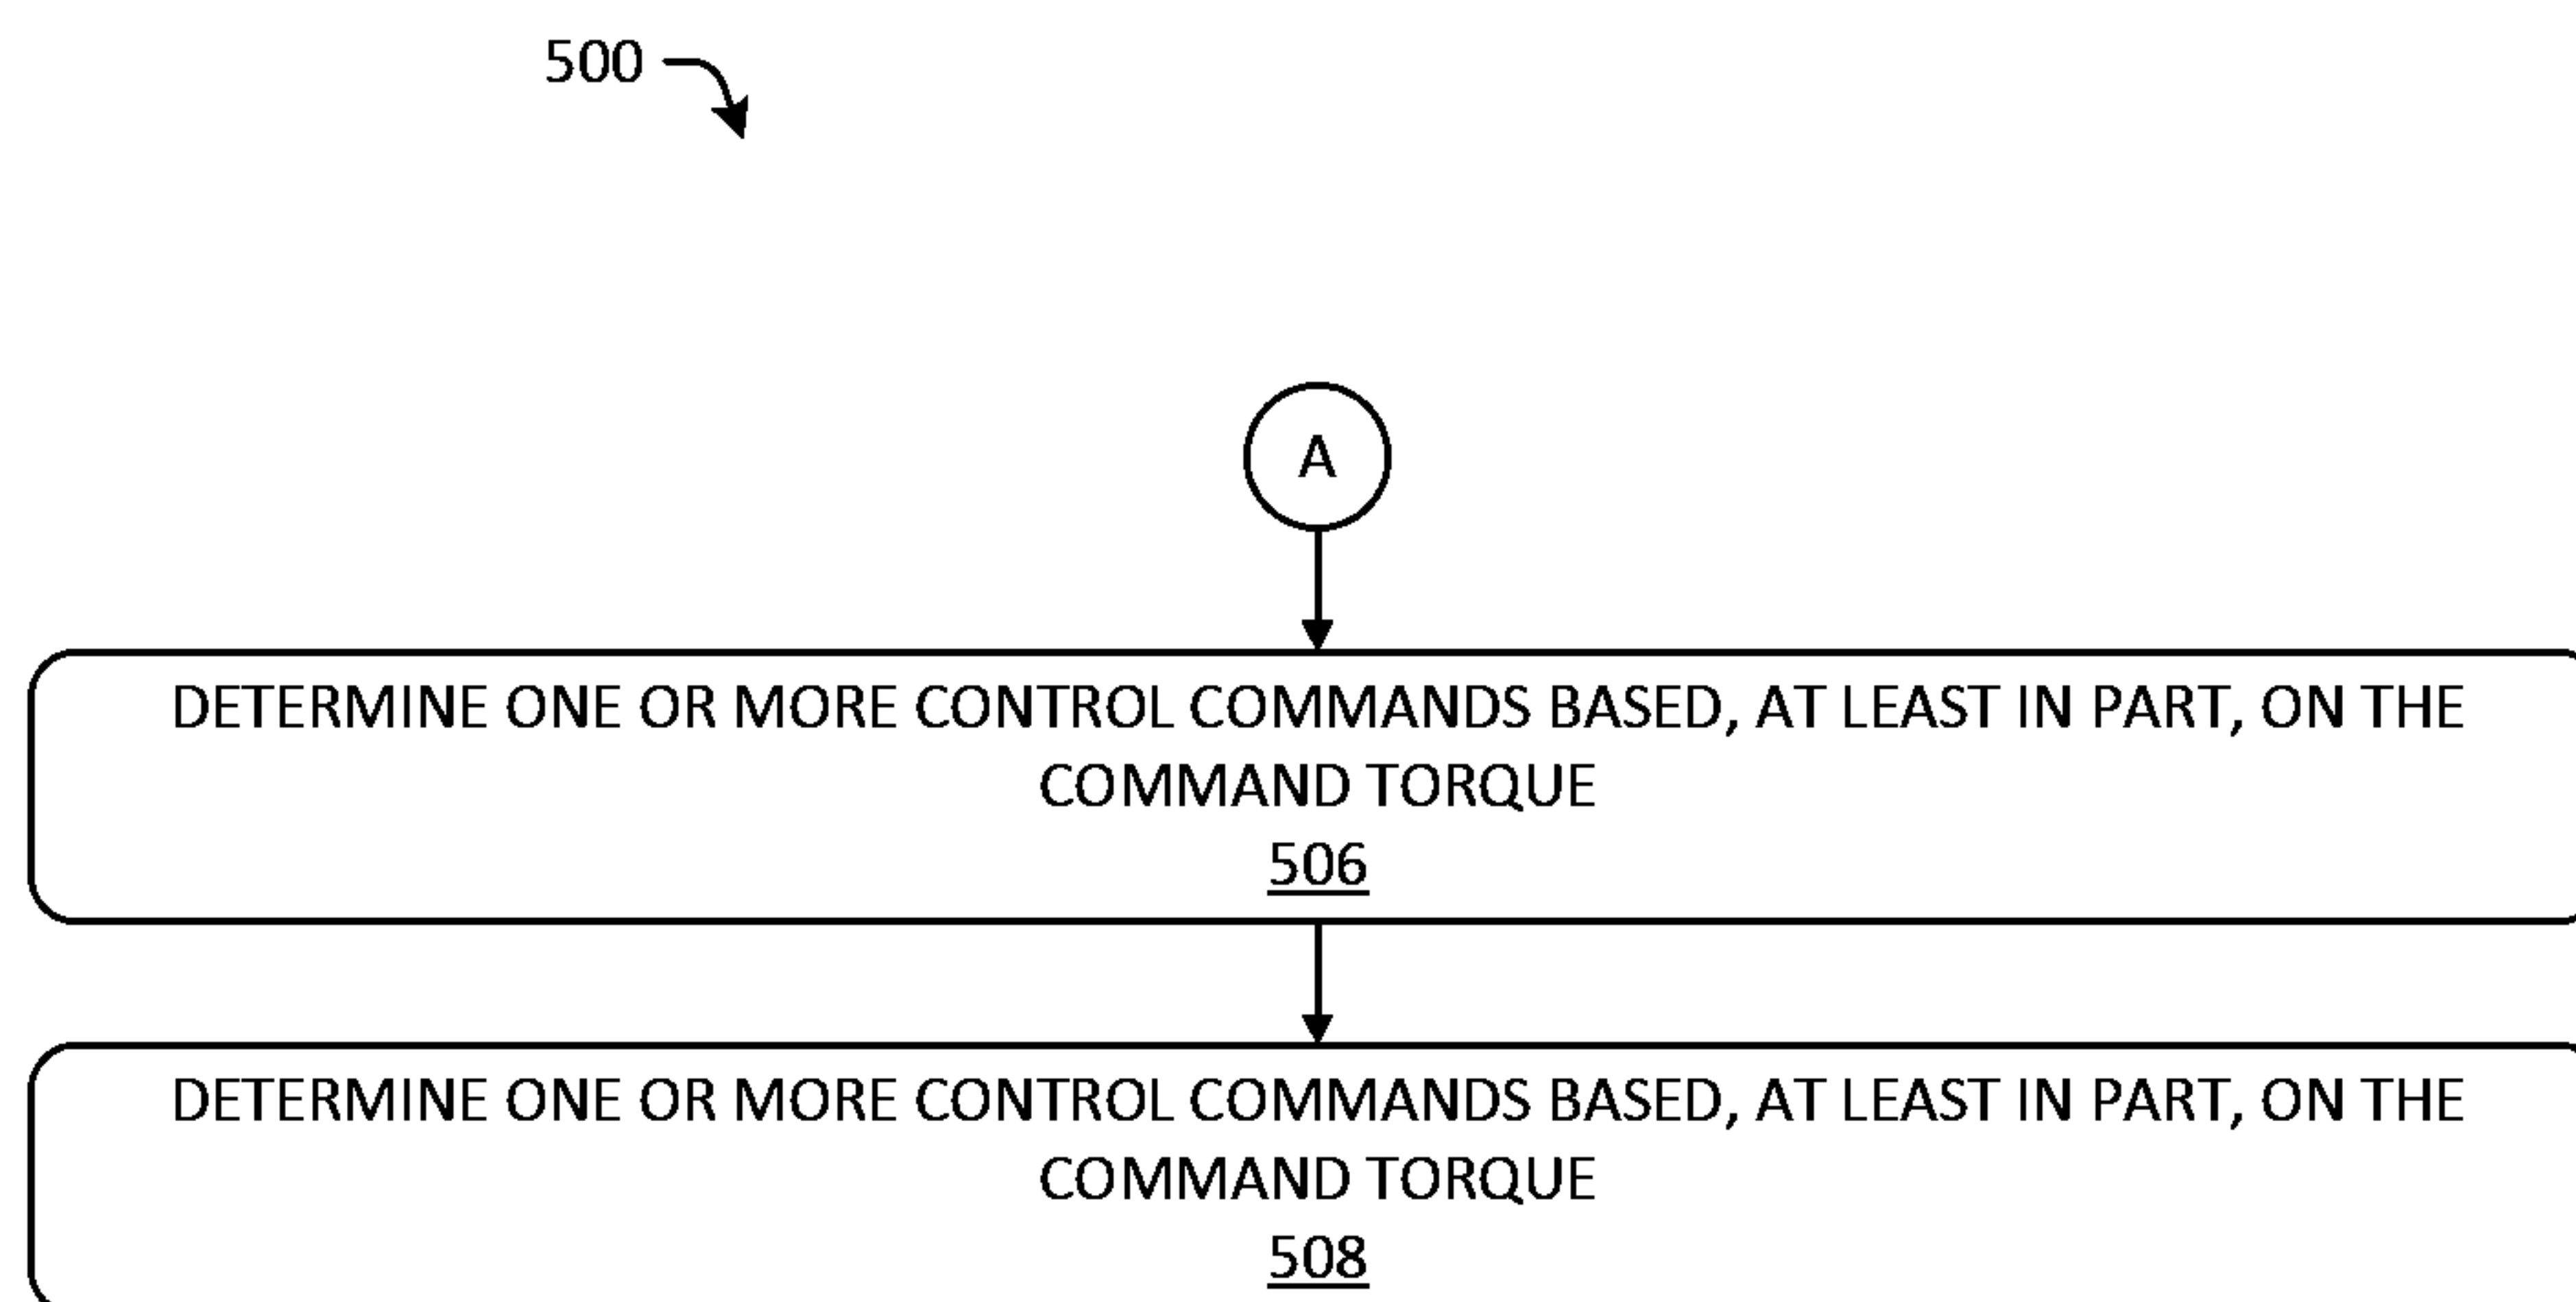 500
A
DETERMINE ONE OR MORE CONTROL COMMANDS BASED, AT LEAST IN PART, ON THE
COMMAND TORQUE
506
DETERMINE ONE OR MORE CONTROL COMMANDS BASED, AT LEAST IN PART, ON THE
COMMAND TORQUE
508